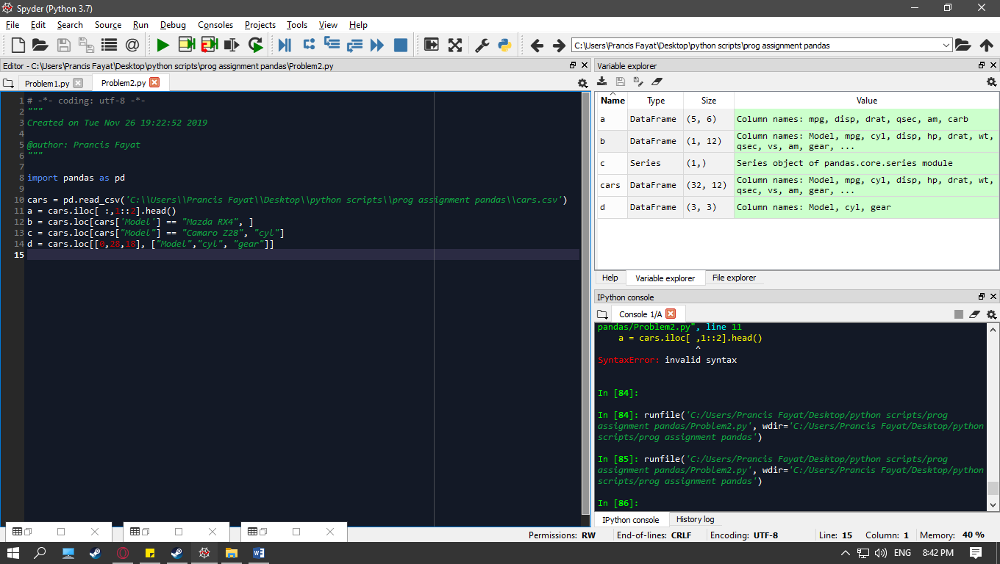 Spyder (Python 3.7)
File Edit Search Source Run Debug Consoles Projects Tools View Help
C:\Users\Prancis Fayat\Desktop\python scripts\prog assignment pandas
Editor - C:\Users\Prancis Fayat\Desktop\python scripts\prog assignment pandas\Problem2.py
Problem1.py Problem2.py
1 # -*- coding: utf-8 -*-
2 """
3 Created on Tue Nov 26 19:22:52 2019
4
5 @author: Prancis Fayat
6 """
7
8 import pandas as pd
9
10 cars = pd.read_csv('C:\\Users\\Prancis Fayat\\Desktop\\python scripts\\prog assignment pandas\\cars.csv')
11 a = cars.iloc[ :,1::2].head()
12 b = cars.loc[cars['Model'] == "Mazda RX4", ]
13 c = cars.loc[cars["Model"] == "Camaro Z28", "cyl"]
14 d = cars.loc[[0,28,18], ["Model","cyl", "gear"]]
15
Variable explorer
Name Type Size Value
a DataFrame (5, 6) Column names: mpg, disp, drat, qsec, am, carb
b DataFrame (1, 12) Column names: Model, mpg, cyl, disp, hp, drat, wt,
qsec, vs, am, gear, ...
c Series (1,) Series object of pandas.core.series module
cars DataFrame (32, 12) Column names: Model, mpg, cyl, disp, hp, drat, wt,
qsec, vs, am, gear, ...
d DataFrame (3, 3) Column names: Model, cyl, gear
Help Variable explorer File explorer
IPython console
Console 1/A
pandas/Problem2.py", line 11
a = cars.iloc[ ,1::2].head()
^
SyntaxError: invalid syntax
In [84]:
In [84]: runfile('C:/Users/Prancis Fayat/Desktop/python scripts/prog
assignment pandas/Problem2.py', wdir='C:/Users/Prancis Fayat/Desktop/python
scripts/prog assignment pandas')
In [85]: runfile('C:/Users/Prancis Fayat/Desktop/python scripts/prog
assignment pandas/Problem2.py', wdir='C:/Users/Prancis Fayat/Desktop/python
scripts/prog assignment pandas')
In [86]:
IPython console History log
Permissions: RW End-of-lines: CRLF Encoding: UTF-8 Line: 15 Column: 1 Memory: 40 %
ENG 8:42 PM